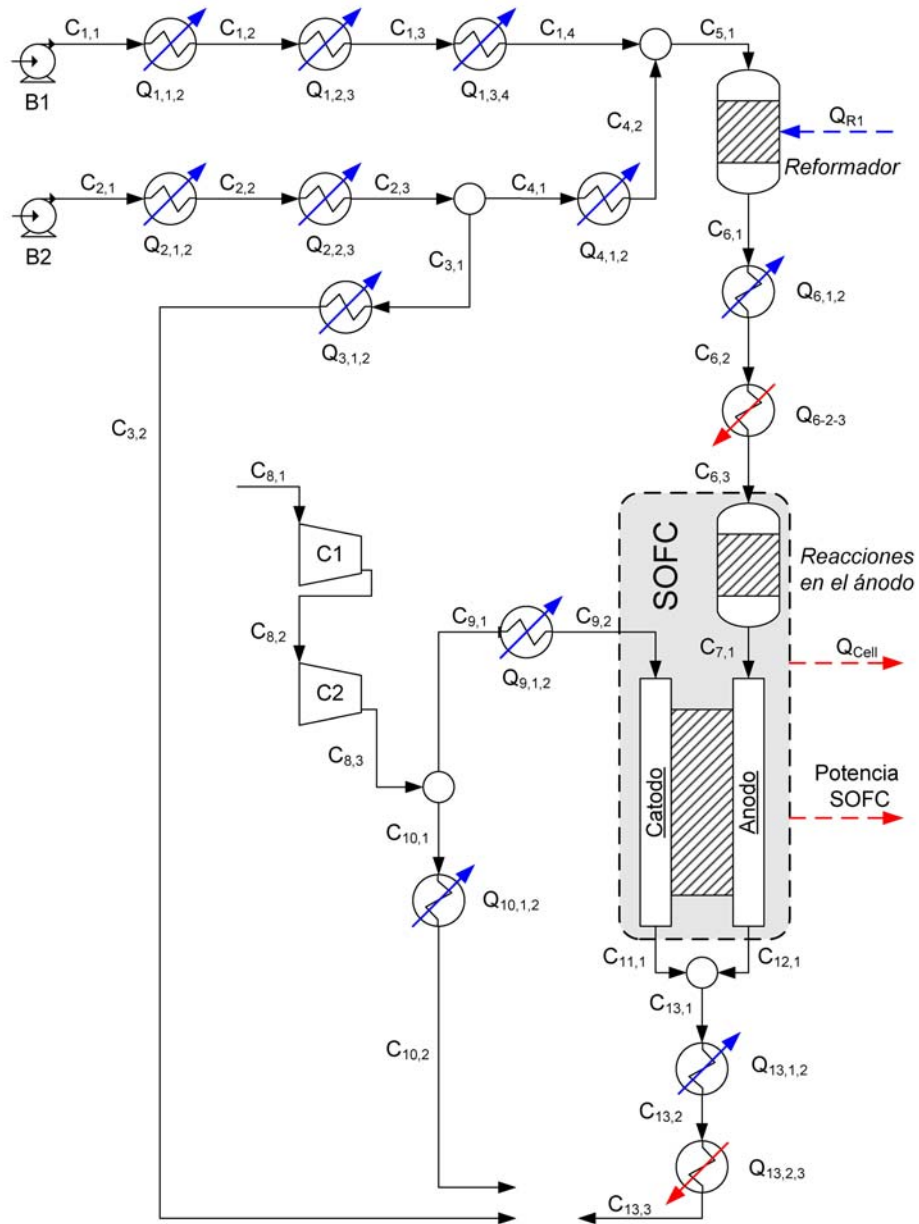 C1,1
C1,2
C1,3
C1,4
C5,1
B1
Q1,1,2
Q1,2,3
Q1,3,4
C4,2
QR1
Reformador
C2,1
C2,2
C2,3
C4,1
B2
Q2,1,2
Q2,2,3
Q4,1,2
C6,1
C3,1
Q6,1,2
Q3,1,2
C6,2
C3,2
Q6-2-3
C8,1
C6,3
C1
SOFC
Reacciones
en el ánodo
C9,1
C9,2
C8,2
C7,1
QCell
Q9,1,2
C2
C8,3
Potencia
SOFC
Catodo
Anodo
C10,1
Q10,1,2
C11,1
C12,1
C13,1
C10,2
Q13,1,2
C13,2
Q13,2,3
C13,3